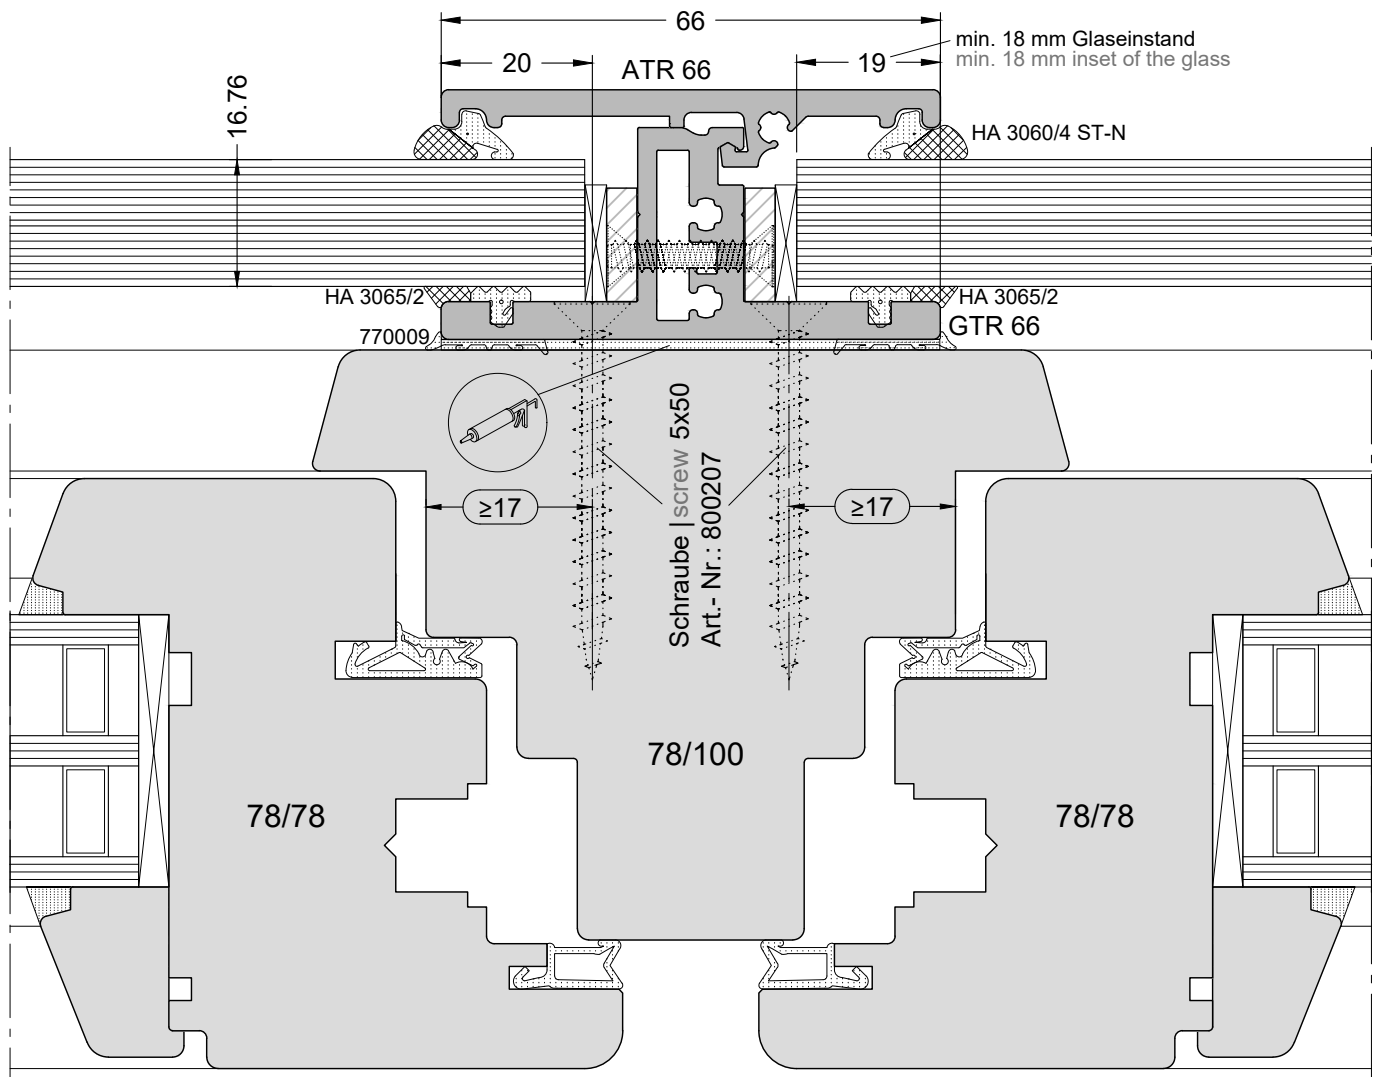 66
min. 18 mm Glaseinstand
min. 18 mm inset of the glass
20
ATR 66
19
16.76
HA 3060/4 ST-N
HA 3065/2
HA 3065/2
GTR 66
770009
Schraube | screw 5x50
Art.- Nr.: 800207
≥17
≥17
78/100
78/78
78/78